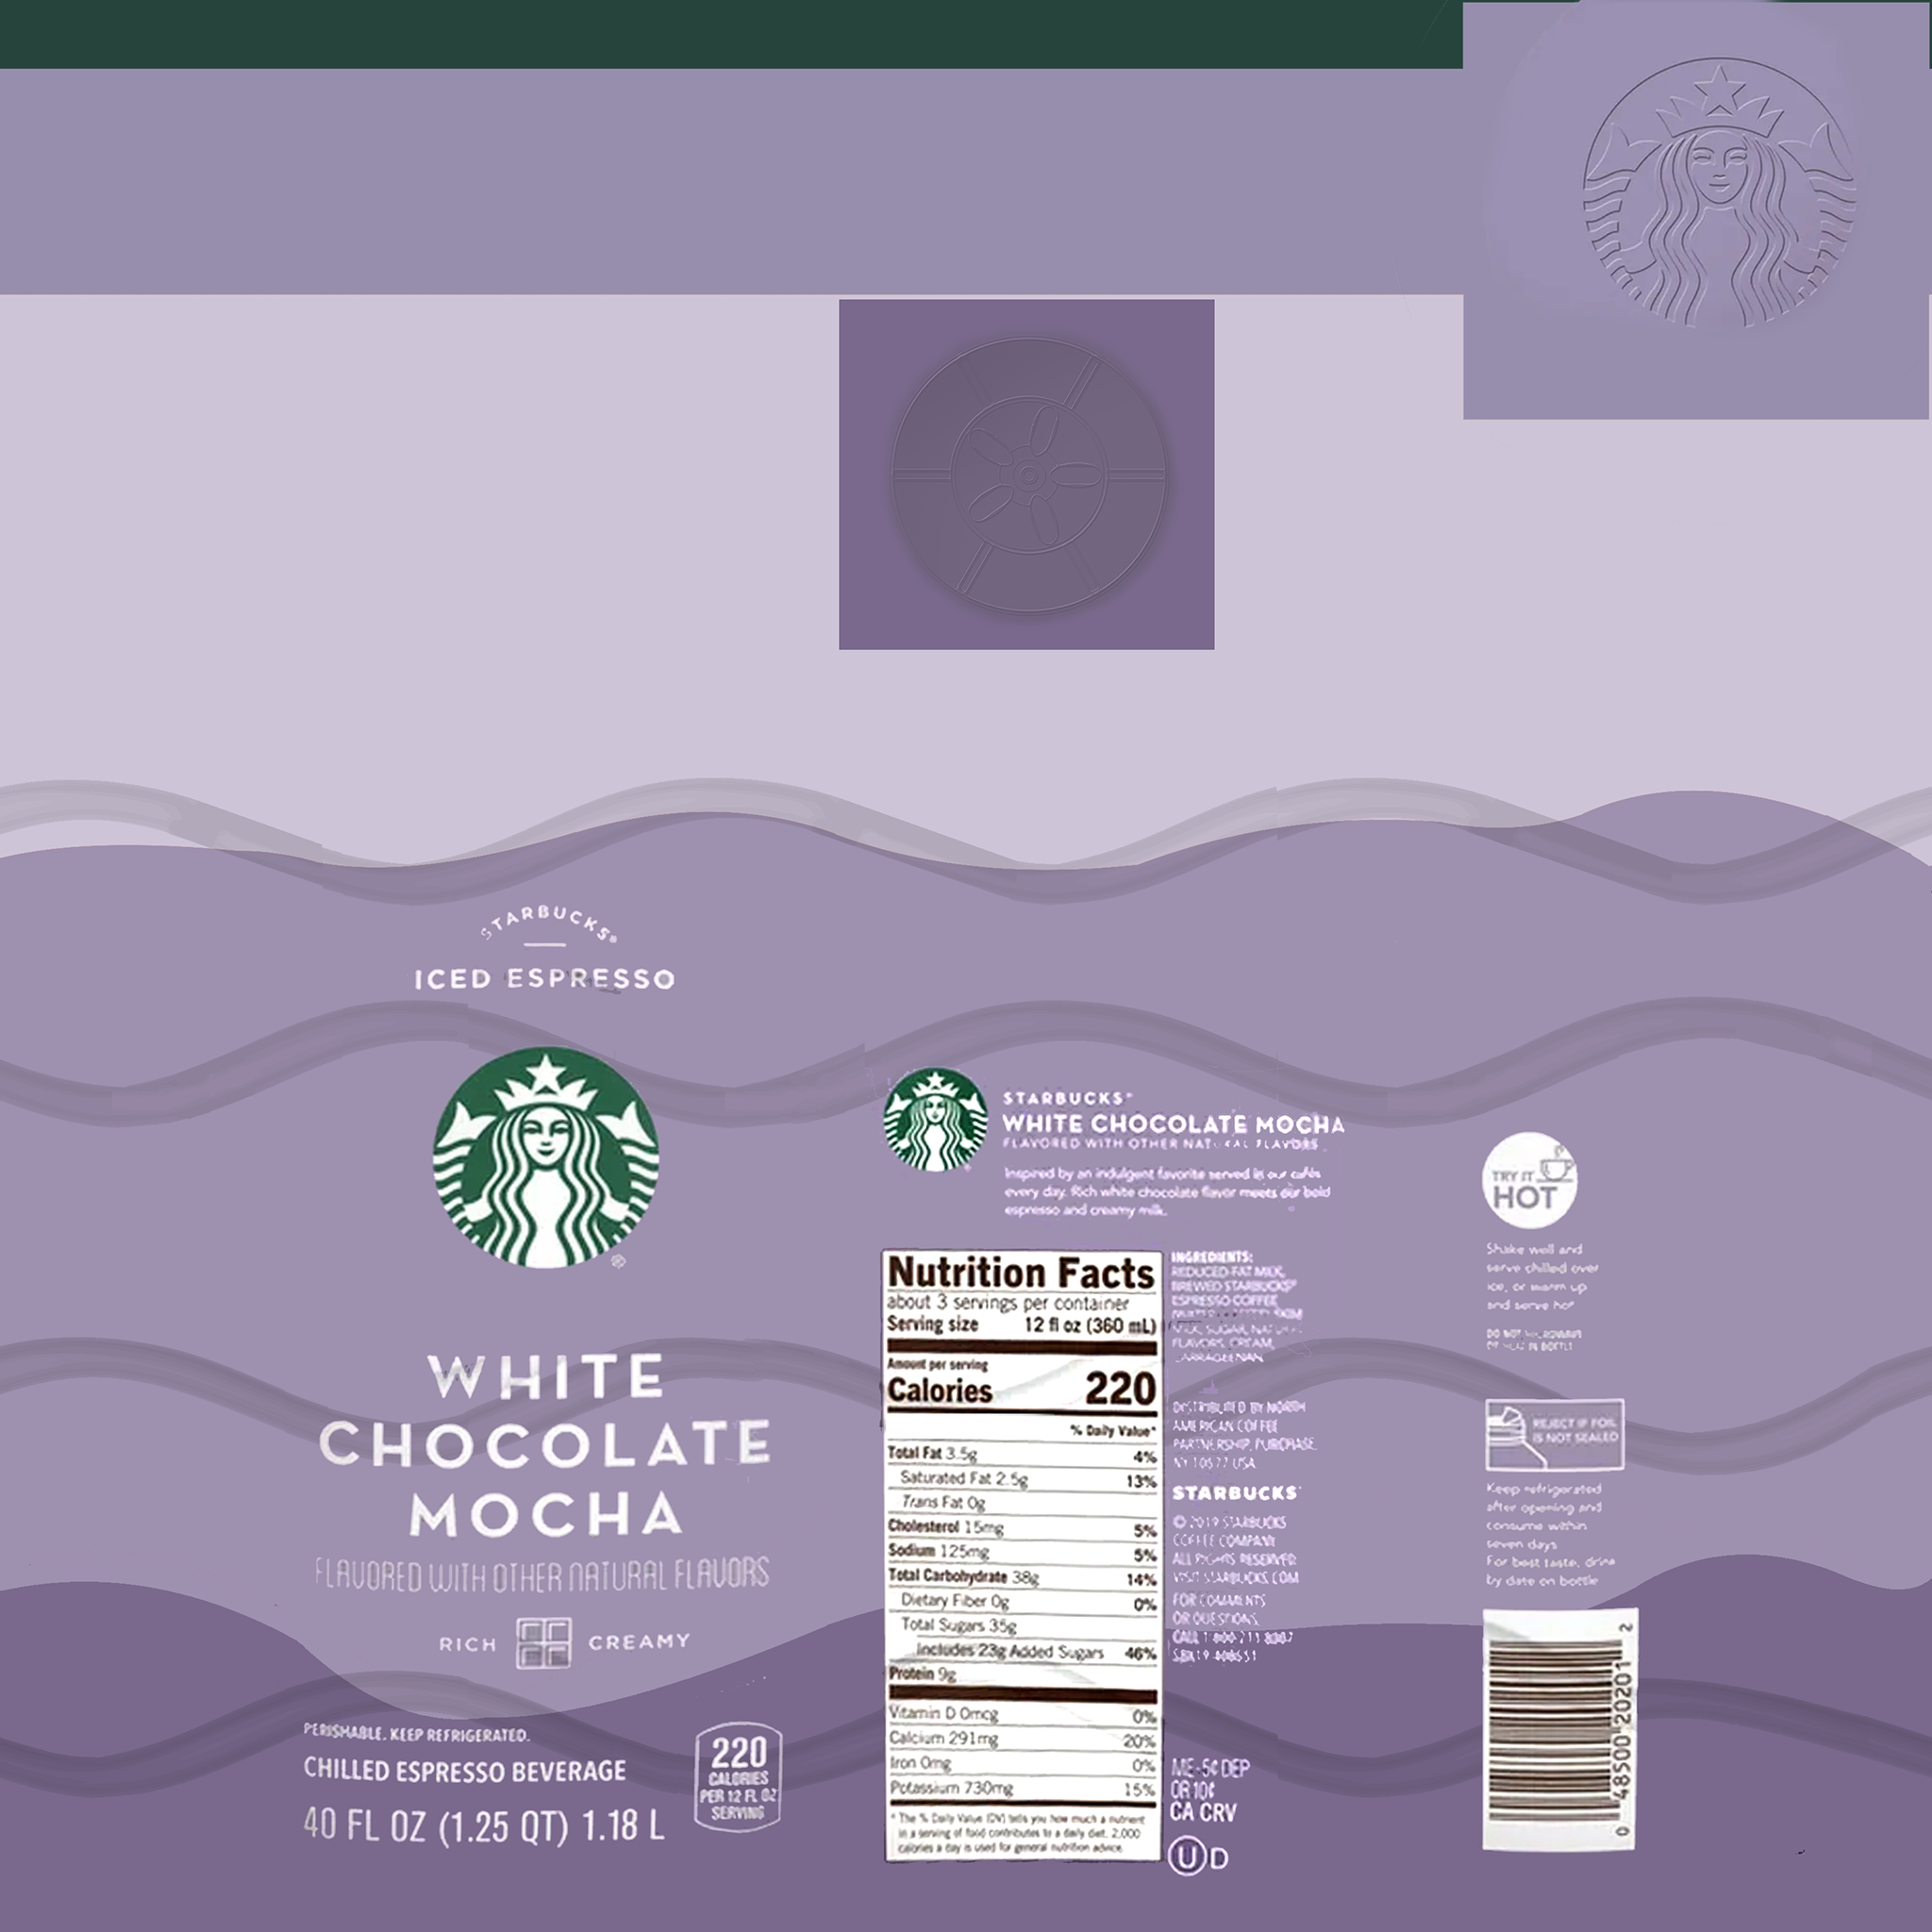 STARBUCKS®
ICED ESPRESSO
®
WHITE
CHOCOLATE
MOCHA
FLAVORED WITH OTHER NATURAL FLAVORS
RICH CREAMY
PERISHABLE. KEEP REFRIGERATED.
CHILLED ESPRESSO BEVERAGE
40 FL OZ (1.25 QT) 1.18 L
220
CALORIES
PER 12 FL OZ
SERVING
STARBUCKS®
WHITE CHOCOLATE MOCHA
FLAVORED WITH OTHER NATURAL FLAVORS
Inspired by an indulgent favorite served in our cafés
every day. Rich white chocolate flavor meets our bold
espresso and creamy milk.
Nutrition Facts
about 3 servings per container
Serving size 12 fl oz (360 mL)
Amount per serving
Calories 220
% Daily Value*
Total Fat 3.5g 4%
Saturated Fat 2.5g 13%
Trans Fat 0g
Cholesterol 15mg 5%
Sodium 125mg 5%
Total Carbohydrate 38g 14%
Dietary Fiber 0g 0%
Total Sugars 35g
Includes 23g Added Sugars 46%
Protein 9g
Vitamin D 0mcg 0%
Calcium 291mg 20%
Iron 0mg 0%
Potassium 730mg 15%
* The % Daily Value (DV) tells you how much a nutrient
in a serving of food contributes to a daily diet. 2,000
calories a day is used for general nutrition advice.
INGREDIENTS:
REDUCED-FAT MILK,
BREWED STARBUCKS®
ESPRESSO COFFEE
SKIM
MILK, SUGAR, NATURAL
FLAVORS, CREAM,
CARRAGEENAN.
DISTRIBUTED BY NORTH
AMERICAN COFFEE
PARTNERSHIP, PURCHASE,
NY 10577 USA
STARBUCKS
© 2019 STARBUCKS
COFFEE COMPANY.
ALL RIGHTS RESERVED.
VISIT STARBUCKS.COM
FOR COMMENTS
OR QUESTIONS,
CALL 1-800-211-8307
ME-5¢ DEP
OR 10¢
CA CRV
U D
TRY IT
HOT
Shake well and
serve chilled over
ice, or warm up
and serve hot
DO NOT MICROWAVE
OR HEAT IN BOTTLE
REJECT IF FOIL
IS NOT SEALED
Keep refrigerated
after opening and
consume within
seven days
For best taste, drink
by date on bottle
0 48500 20201 2